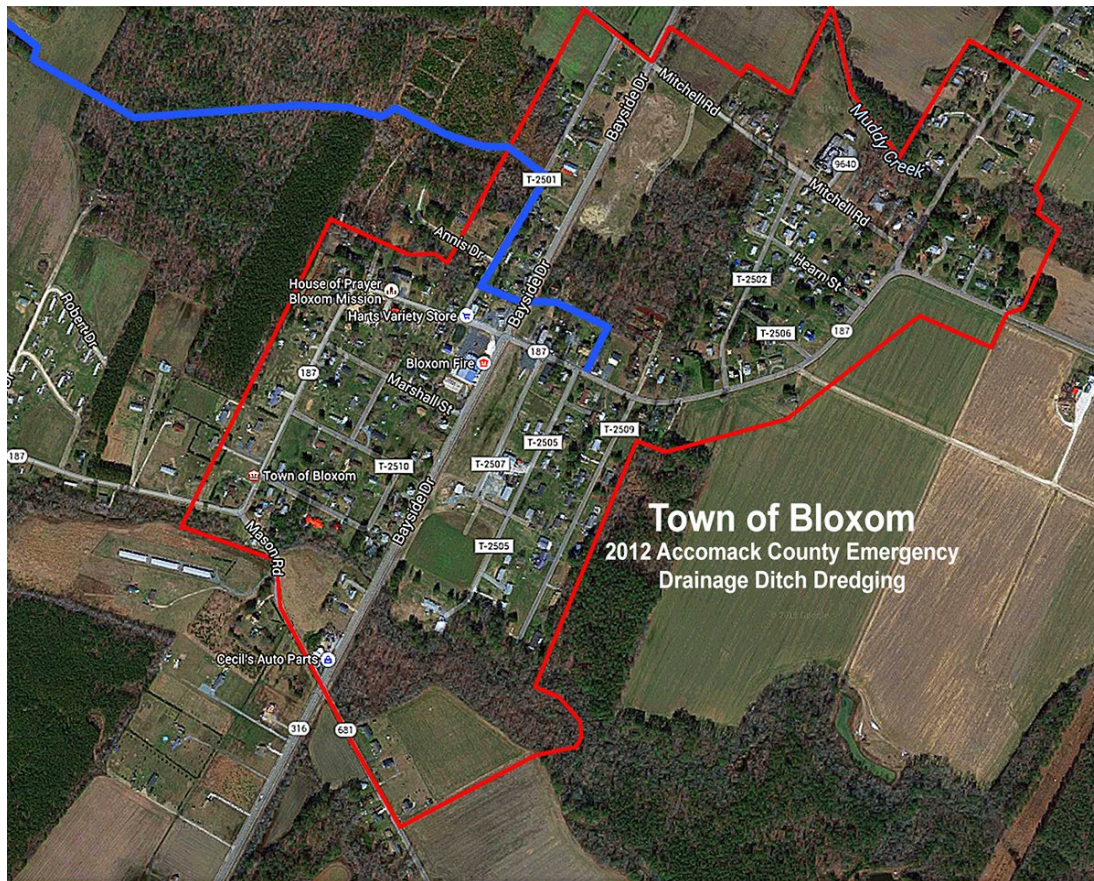 Bayside Dr
Mitchell Rd
Muddy Creek
9640
T-2501
Mitchell Rd
Annis Dr
Hearn St
T-2502
House of Prayer
Bloxom Mission
Harts Variety Store
Bayside Dr
Robert Dr
T-2506
187
187
Bloxom Fire
187
Marshall St
T-2509
T-2505
187
T-2510
T-2507
Town of Bloxom
Bayside Dr
Mason Rd
T-2505
Town of Bloxom
2012 Accomack County Emergency
Drainage Ditch Dredging
Cecil's Auto Parts
316
681